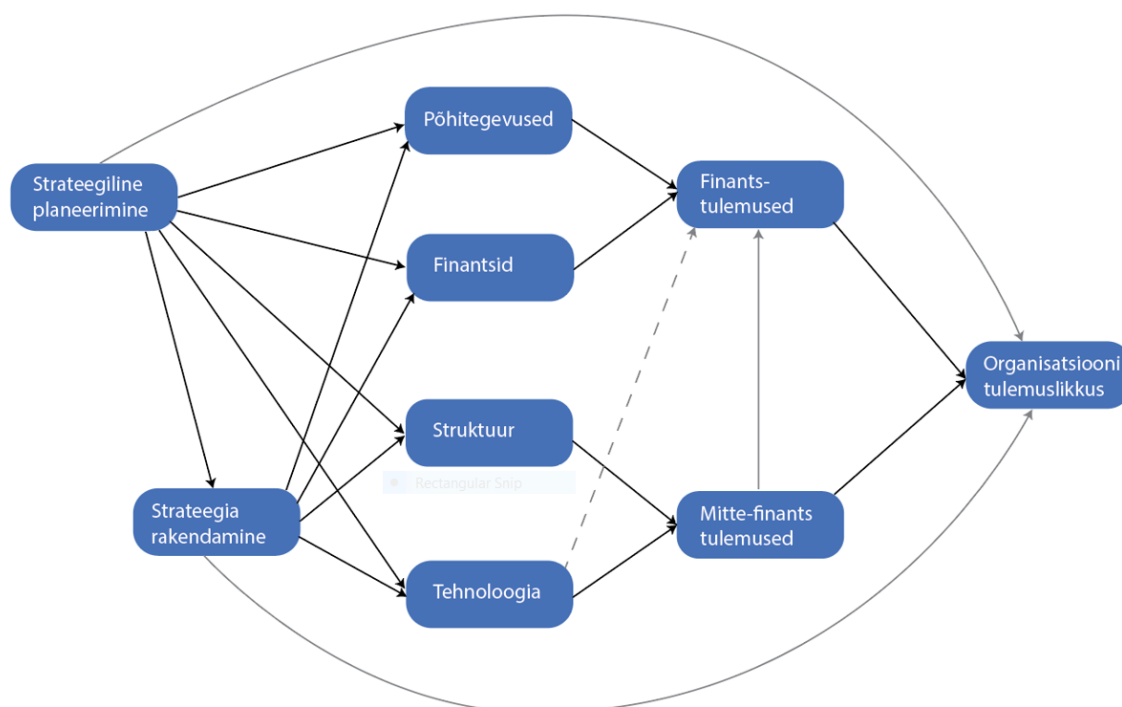 Põhitegevused
Strateegiline
planeerimine
Finants-
tulemused
Finantsid
Organisatsiooni
tulemuslikkus
Struktuur
Rectangular Snip
Strateegia
rakendamine
Mitte-finants
tulemused
Tehnoloogia